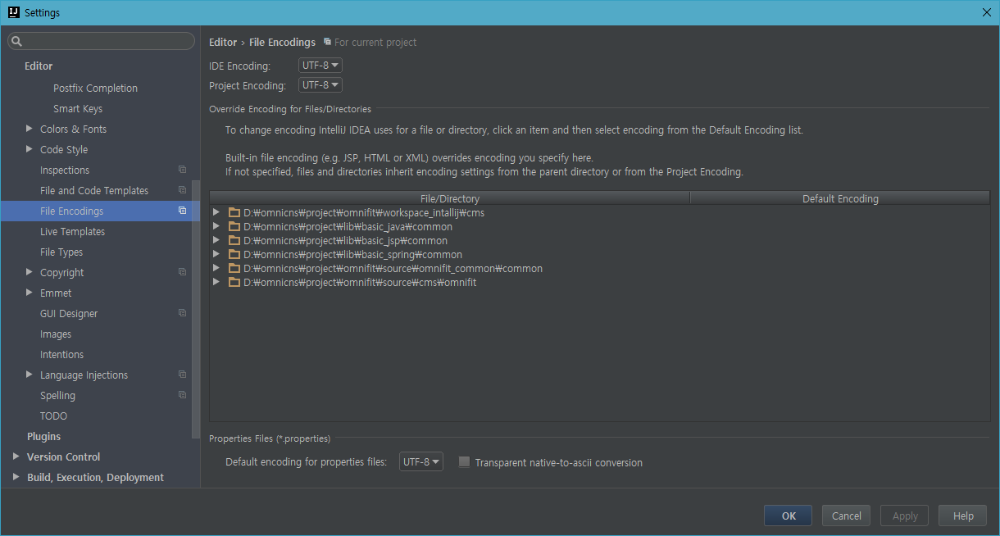 Settings
Editor
Postfix Completion
Smart Keys
Colors & Fonts
Code Style
Inspections
File and Code Templates
File Encodings
Live Templates
File Types
Copyright
Emmet
GUI Designer
Images
Intentions
Language Injections
Spelling
TODO
Plugins
Version Control
Build, Execution, Deployment
Editor › File Encodings For current project
IDE Encoding: UTF-8
Project Encoding: UTF-8
Override Encoding for Files/Directories
To change encoding IntelliJ IDEA uses for a file or directory, click an item and then select encoding from the Default Encoding list.
Built-in file encoding (e.g. JSP, HTML or XML) overrides encoding you specify here.
If not specified, files and directories inherit encoding settings from the parent directory or from the Project Encoding.
File/Directory Default Encoding
D:₩omnicns₩project₩omnifit₩workspace_intallij₩cms
D:₩omnicns₩project₩lib₩basic_java₩common
D:₩omnicns₩project₩lib₩basic_jsp₩common
D:₩omnicns₩project₩lib₩basic_spring₩common
D:₩omnicns₩project₩omnifit₩source₩omnifit_common₩common
D:₩omnicns₩project₩omnifit₩source₩cms₩omnifit
Properties Files (*.properties)
Default encoding for properties files: UTF-8 Transparent native-to-ascii conversion
OK Cancel Apply Help